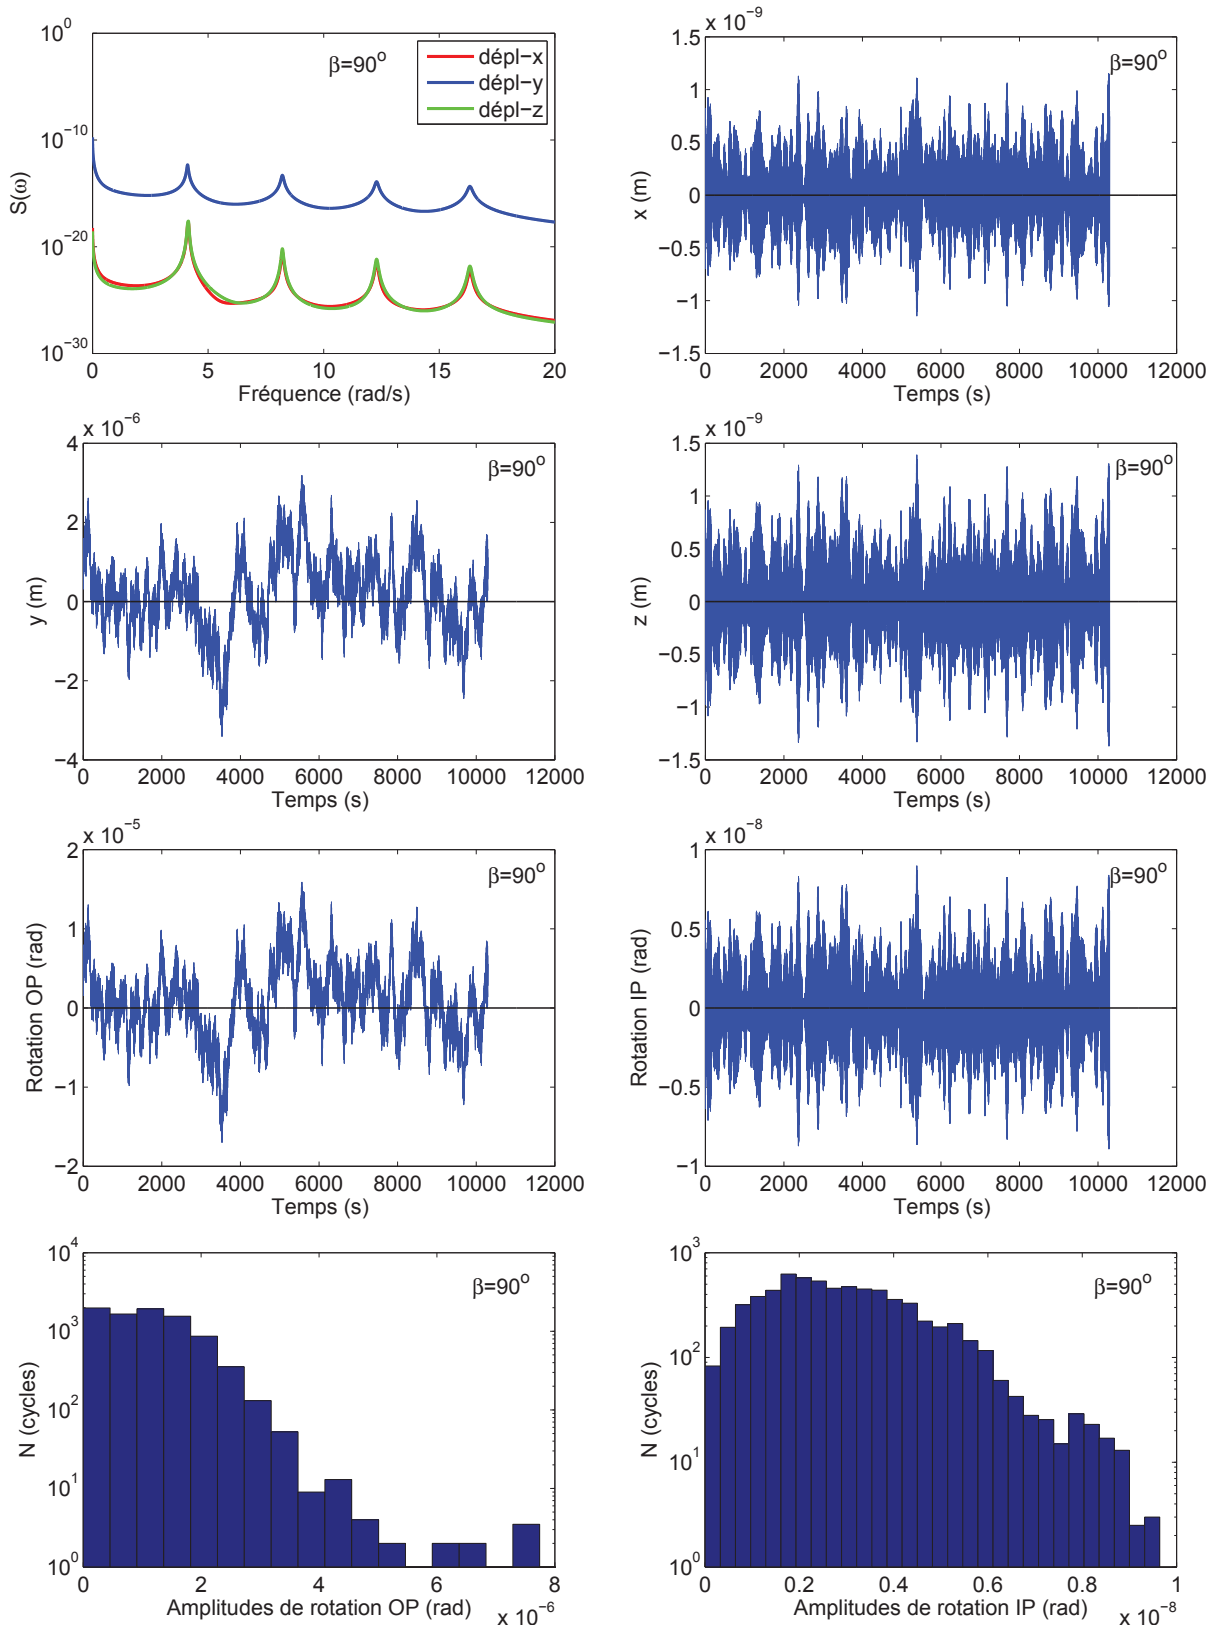 10^0
10^−10
10^−20
10^−30
S(ω)
β=90°
dépl−x
dépl−y
dépl−z
0 5 10 15 20
Fréquence (rad/s)
x 10^−9
1.5
1
0.5
0
−0.5
−1
−1.5
x (m)
β=90°
0 2000 4000 6000 8000 10000 12000
Temps (s)
x 10^−6
4
2
0
−2
−4
y (m)
β=90°
0 2000 4000 6000 8000 10000 12000
Temps (s)
x 10^−9
1.5
1
0.5
0
−0.5
−1
−1.5
z (m)
β=90°
0 2000 4000 6000 8000 10000 12000
Temps (s)
x 10^−5
2
1
0
−1
−2
Rotation OP (rad)
β=90°
0 2000 4000 6000 8000 10000 12000
Temps (s)
x 10^−8
1
0.5
0
−0.5
−1
Rotation IP (rad)
β=90°
0 2000 4000 6000 8000 10000 12000
Temps (s)
10^4
10^3
10^2
10^1
10^0
N (cycles)
β=90°
0 2 4 6 8
Amplitudes de rotation OP (rad)
x 10^−6
10^3
10^2
10^1
10^0
N (cycles)
β=90°
0 0.2 0.4 0.6 0.8 1
Amplitudes de rotation IP (rad)
x 10^−8